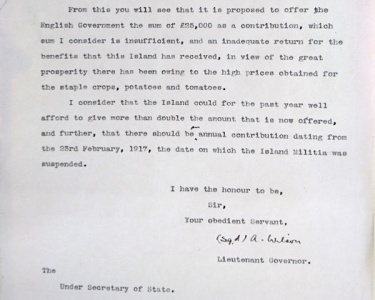 From this you will see that it is proposed to offer the
English Government the sum of £25,000 as a contribution, which
sum I consider is insufficient, and an inadequate return for the
benefits that this Island has received, in view of the great
prosperity there has been owing to the high prices obtained for
the staple crops, potatoes and tomatoes.
I consider that the Island could for the past year well
afford to give more than double the amount that is now offered,
and further, that there should be an annual contribution dating from
the 23rd February, 1917, the date on which the Island Militia was
suspended.
I have the honour to be,
Sir,
Your obedient Servant,
(Sgd) A. Wilson
Lieutenant Governor.
The
Under Secretary of State.